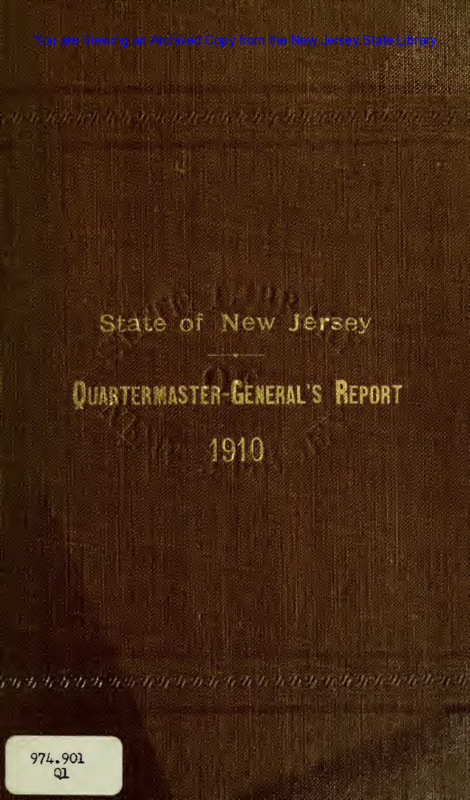 You are Viewing an Archived Copy from the New Jersey State Library
State of New Jersey
QUARTERMASTER-GENERAL'S REPORT
1910
974.901
Q1